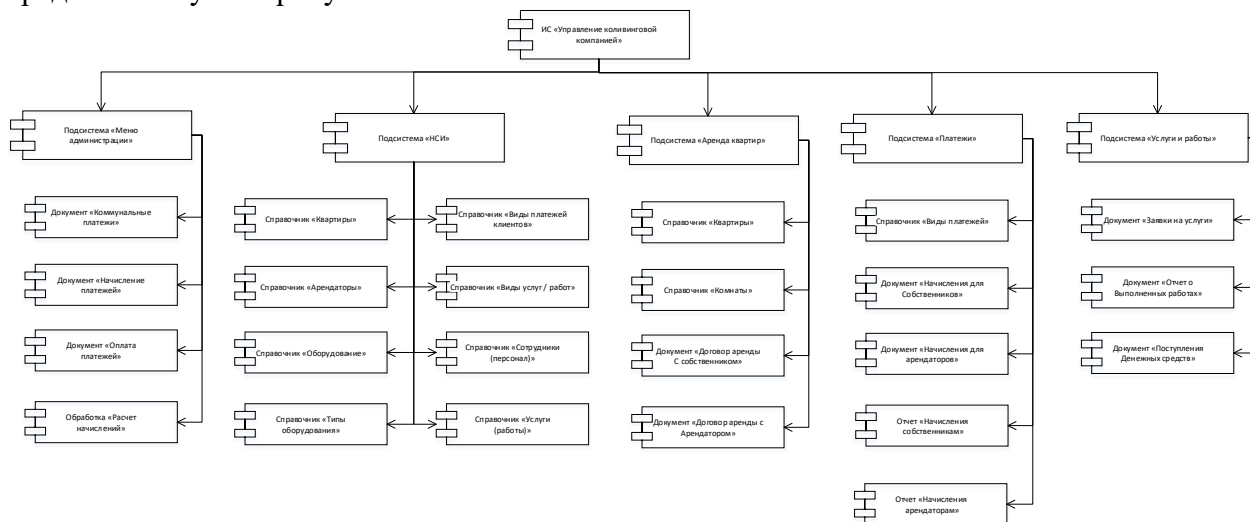 ИС «Управление коливинговой
компанией»
Подсистема «Меню
администрации»
Подсистема «НСИ»
Подсистема «Аренда квартир»
Подсистема «Платежи»
Подсистема «Услуги и работы»
Документ «Коммунальные
платежи»
Документ «Начисление
платежей»
Документ «Оплата
платежей»
Обработка «Расчет
начислений»
Справочник «Квартиры»
Справочник «Виды платежей
клиентов»
Справочник «Арендаторы»
Справочник «Виды услуг/ работ»
Справочник «Оборудование»
Справочник «Сотрудники
(персонал)»
Справочник «Типы
оборудования»
Справочник «Услуги
(работы)»
Справочник «Квартиры»
Справочник «Комнаты»
Документ «Договор аренды
С собственником»
Документ «Договор аренды с
Арендатором»
Справочник «Виды платежей»
Документ «Начисления для
Собственников»
Документ «Начисления для
арендаторов»
Отчет «Начисления
собственникам»
Отчет «Начисления
арендаторам»
Документ «Заявки на услуги»
Документ «Отчет о
Выполненных работах»
Документ «Поступления
Денежных средств»